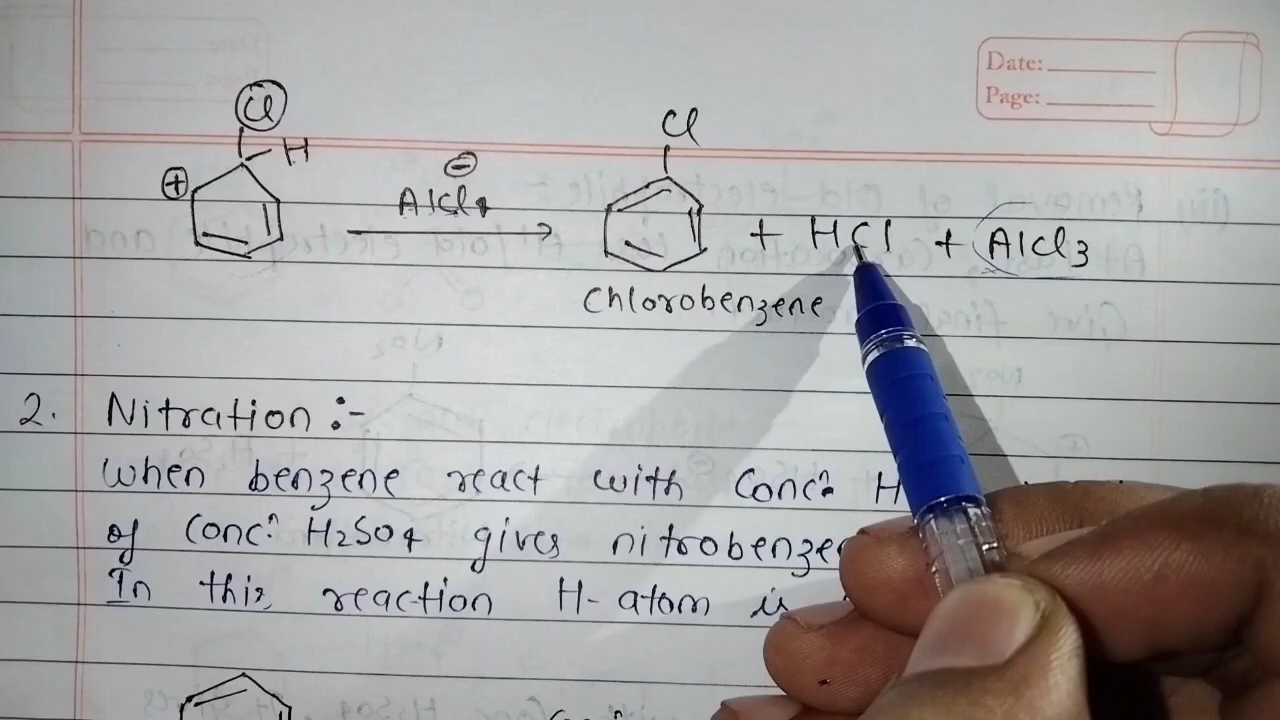 Date:
Page:
Cl
H
⊕
⊖
AlCl4
Cl
+ HCl + AlCl3
Chlorobenzene
2. Nitration :-
When benzene react with Conc? H
of Conc? H2SO4 gives nitrobenzene
In this reaction H-atom is